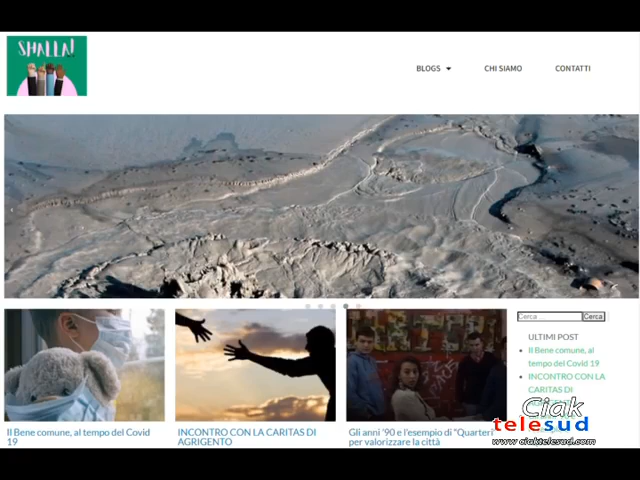 SHALLA!
BLOGS
CHI SIAMO
CONTATTI
Cerca
Cerca
ULTIMI POST
Il Bene comune, al
tempo del Covid 19
INCONTRO CON LA
CARITAS DI
Il Bene comune, al tempo del Covid
19
INCONTRO CON LA CARITAS DI
AGRIGENTO
Gli anni '90 e l'esempio di "Quarteri"
per valorizzare la città
Ciak
telesud
www.ciaktelesud.com